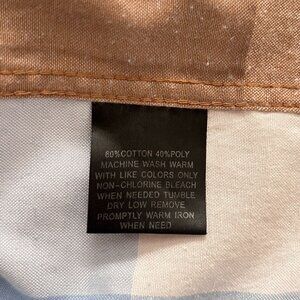 60%COTTON 40%POLY
MACHINE WASH WARM
WITH LIKE COLORS ONLY
NON-CHLORINE BLEACH
WHEN NEEDED TUMBLE
DRY LOW REMOVE
PROMPTLY WARM IRON
WHEN NEED